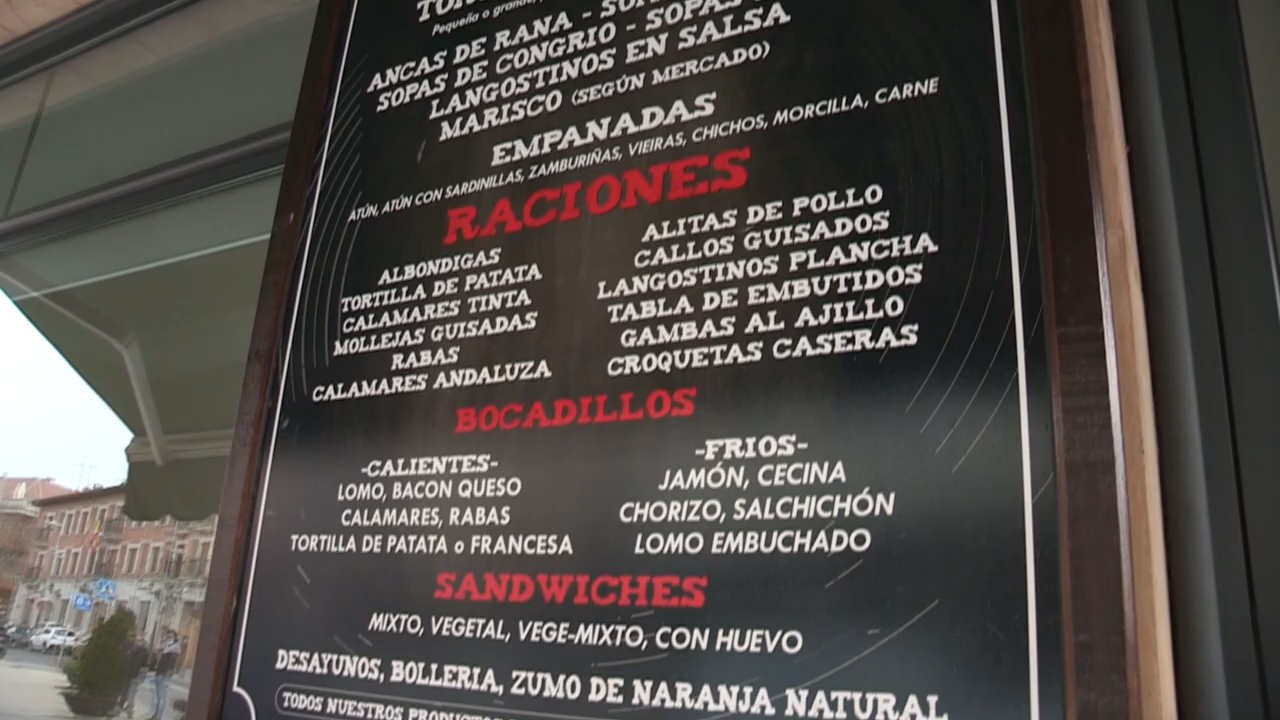 Pequeña o grande
ANCAS DE RANA -
SOPAS DE CONGRIO - SOPAS
LANGOSTINOS EN SALSA
MARISCO (SEGÚN MERCADO)
EMPANADAS
ATÚN, ATÚN CON SARDINILLAS, ZAMBURIÑAS, VIEIRAS, CHICHOS, MORCILLA, CARNE
RACIONES
ALBONDIGAS
TORTILLA DE PATATA
CALAMARES TINTA
MOLLEJAS GUISADAS
RABAS
CALAMARES ANDALUZA
ALITAS DE POLLO
CALLOS GUISADOS
LANGOSTINOS PLANCHA
TABLA DE EMBUTIDOS
GAMBAS AL AJILLO
CROQUETAS CASERAS
BOCADILLOS
-CALIENTES-
LOMO, BACON QUESO
CALAMARES, RABAS
TORTILLA DE PATATA o FRANCESA
-FRIOS-
JAMÓN, CECINA
CHORIZO, SALCHICHÓN
LOMO EMBUCHADO
SANDWICHES
MIXTO, VEGETAL, VEGE-MIXTO, CON HUEVO
DESAYUNOS, BOLLERIA, ZUMO DE NARANJA NATURAL
TODOS NUESTROS